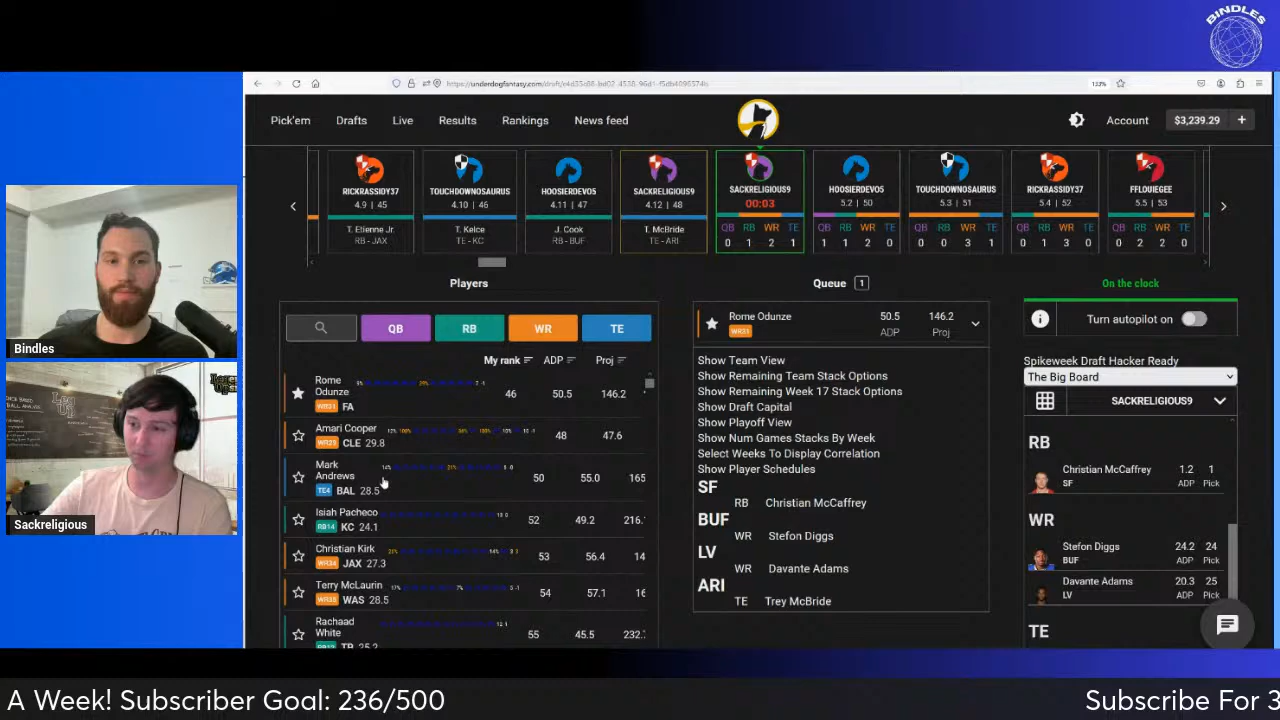 BINDLES
133%
Pick'em Drafts Live Results Rankings News feed
Account $3,239.29 +
RICKRASSIDY37 TOUCHDOWNOSAURUS HOOSIERDEVO5 SACKRELIGIOUS9 SACKRELIGIOUS9 HOOSIERDEVO5 TOUCHDOWNOSAURUS RICKRASSIDY37 FFLOUIEGEE
4.9 | 45 4.10 | 46 4.11 | 47 4.12 | 48 00:03 5.2 | 50 5.3 | 51 5.4 | 52 5.5 | 53
T. Etienne Jr. T. Kelce J. Cook T. McBride QB RB WR TE QB RB WR TE QB RB WR TE QB RB WR TE QB RB WR TE
RB - JAX TE - KC RB - BUF TE - ARI 0 1 2 1 1 1 2 0 0 0 3 1 0 1 3 0 0 2 2 0
Players
QB RB WR TE
My rank ADP Proj
Rome Odunze
WR31 FA 46 50.5 146.2
Amari Cooper
CLE 29.8 48 47.6
Mark Andrews
TE4 BAL 28.5 50 55.0 165
Isiah Pacheco
RB14 KC 24.1 52 49.2 216.
Christian Kirk
JAX 27.3 53 56.4 14
Terry McLaurin
WAS 28.5 54 57.1 16
Rachaad White
55 45.5 232.
Queue 1
Rome Odunze 50.5 146.2
WR31 ADP Proj
Show Team View
Show Remaining Team Stack Options
Show Remaining Week 17 Stack Options
Show Draft Capital
Show Playoff View
Show Num Games Stacks By Week
Select Weeks To Display Correlation
Show Player Schedules
SF
RB Christian McCaffrey
BUF
WR Stefon Diggs
LV
WR Davante Adams
ARI
TE Trey McBride
On the clock
Turn autopilot on
Spikeweek Draft Hacker Ready
The Big Board
SACKRELIGIOUS9
RB
Christian McCaffrey 1.2 1
SF ADP Pick
WR
Stefon Diggs 24.2 24
BUF ADP Pick
Davante Adams 20.3 25
LV ADP Pick
TE
Bindles
Sackreligious
A Week! Subscriber Goal: 236/500
Subscribe For 3